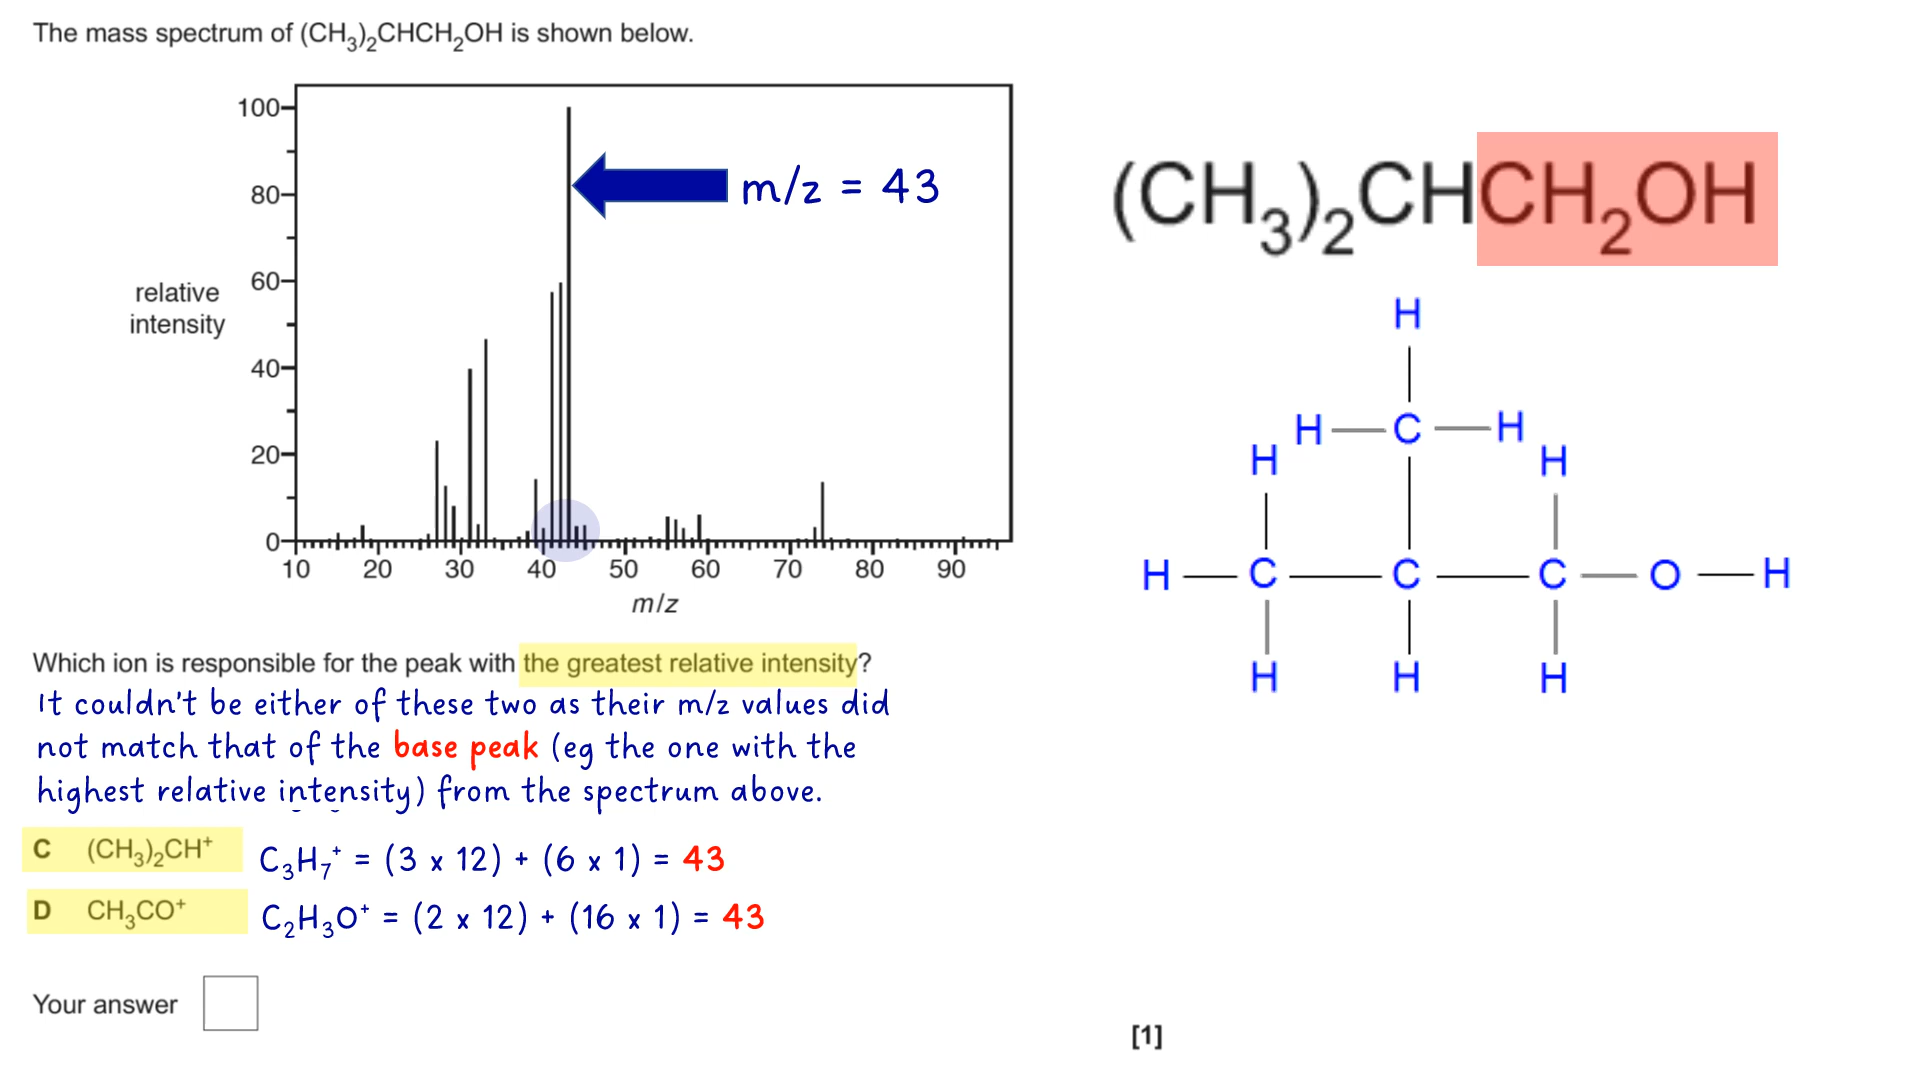 The mass spectrum of (CH₃)₂CHCH₂OH is shown below.
100
80
60
40
20
0
relative
intensity
10 20 30 40 50 60 70 80 90
m/z
m/z = 43
(CH₃)₂CHCH₂OH
H
H C H
H H
H C C C O H
H H H
Which ion is responsible for the peak with the greatest relative intensity?
It couldn't be either of these two as their m/z values did
not match that of the base peak (eg the one with the
highest relative intensity) from the spectrum above.
C (CH₃)₂CH⁺ C₃H₇⁺ = (3 x 12) + (6 x 1) = 43
D CH₃CO⁺ C₂H₃O⁺ = (2 x 12) + (16 x 1) = 43
Your answer
[1]